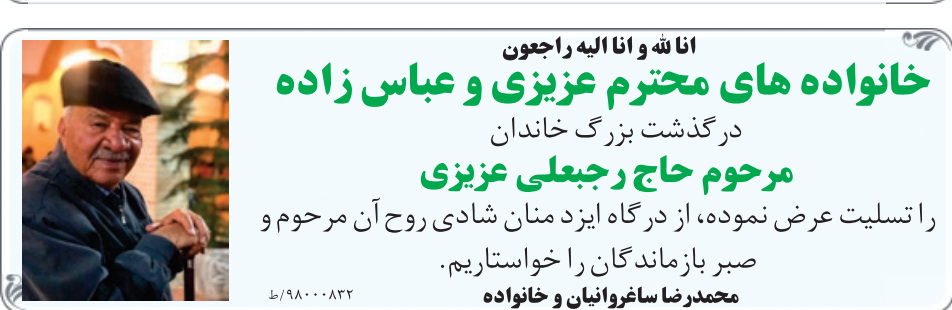 انا لله و انا الیه راجعون
خانواده های محترم عزیزی و عباس زاده
درگذشت بزرگ خاندان
مرحوم حاج رجبعلی عزیزی
را تسلیت عرض نموده، از درگاه ایزد منان شادی روح آن مرحوم و
صبر بازماندگان را خواستاریم.
محمدرضا ساغروانیان و خانواده
۹۸۰۰۰۸۳۲/ط